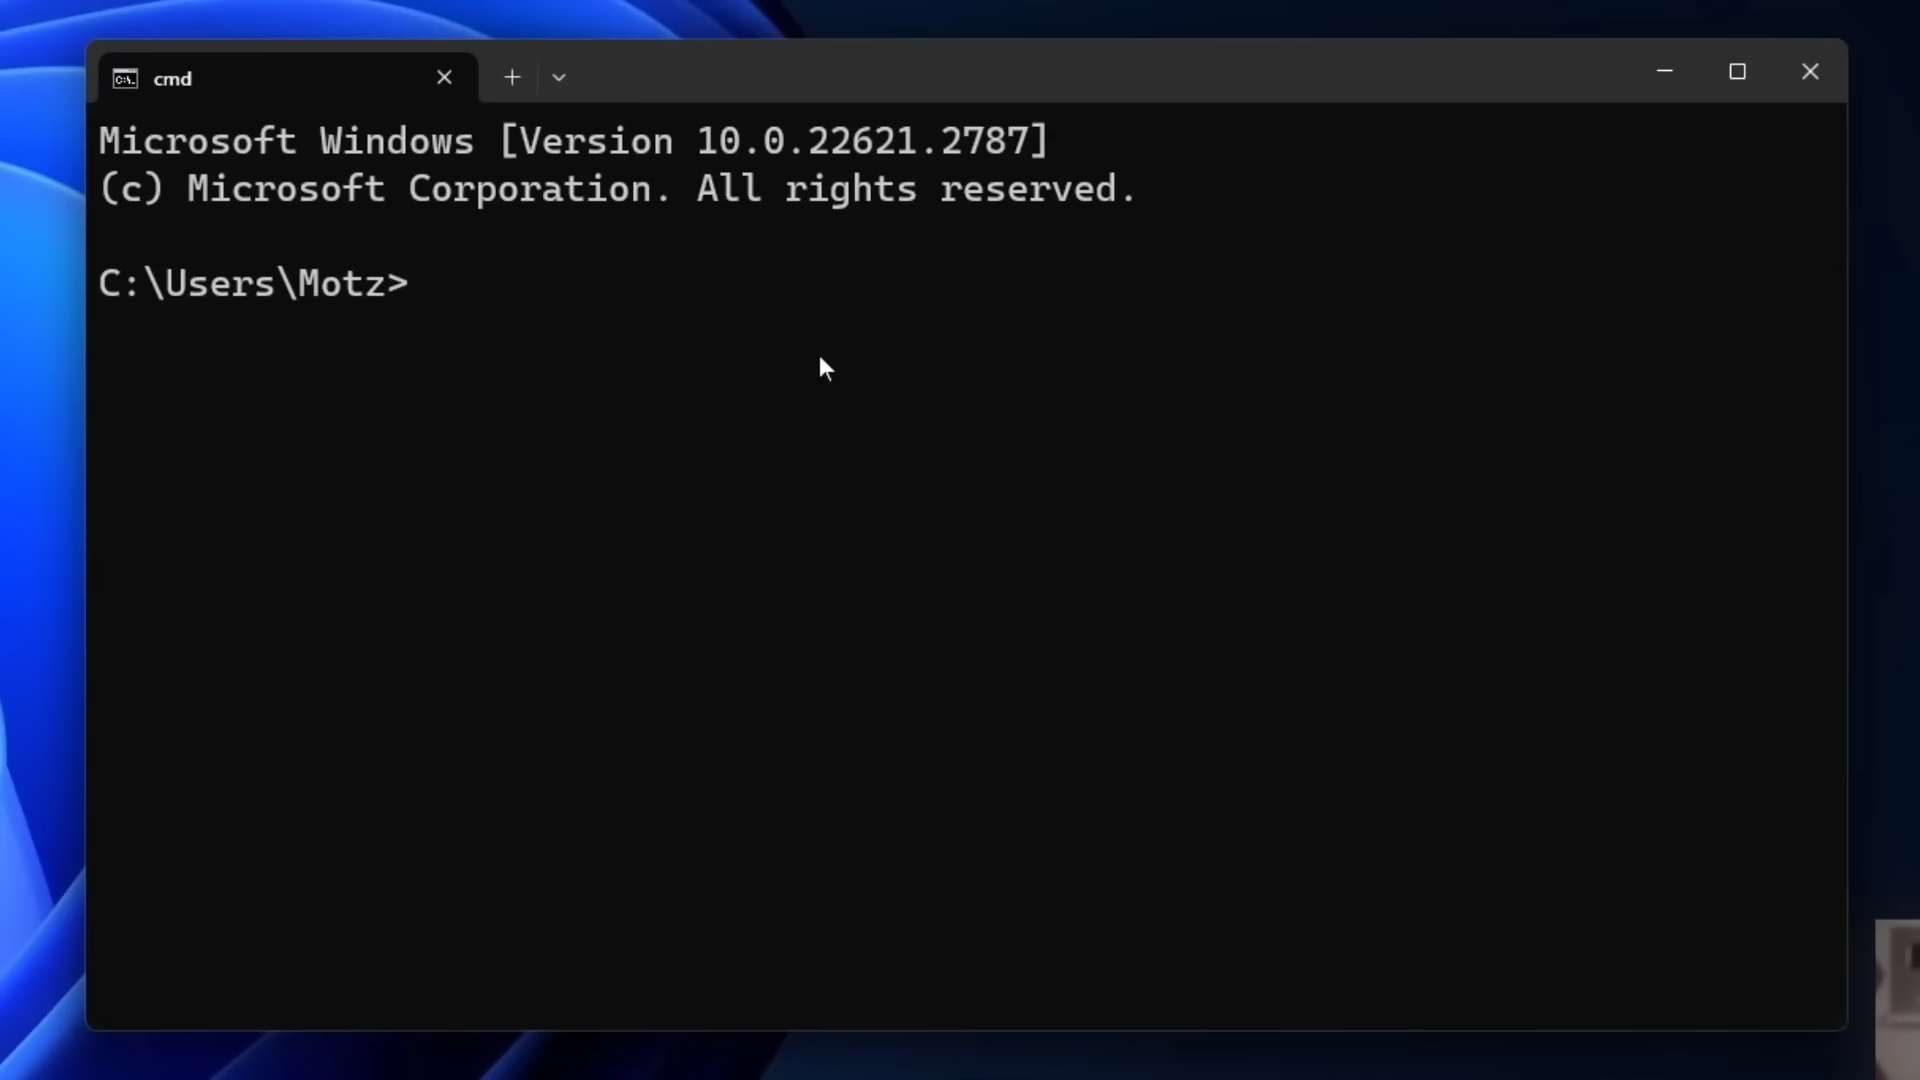 cmd
Microsoft Windows [Version 10.0.22621.2787]
(c) Microsoft Corporation. All rights reserved.
C:\Users\Motz>